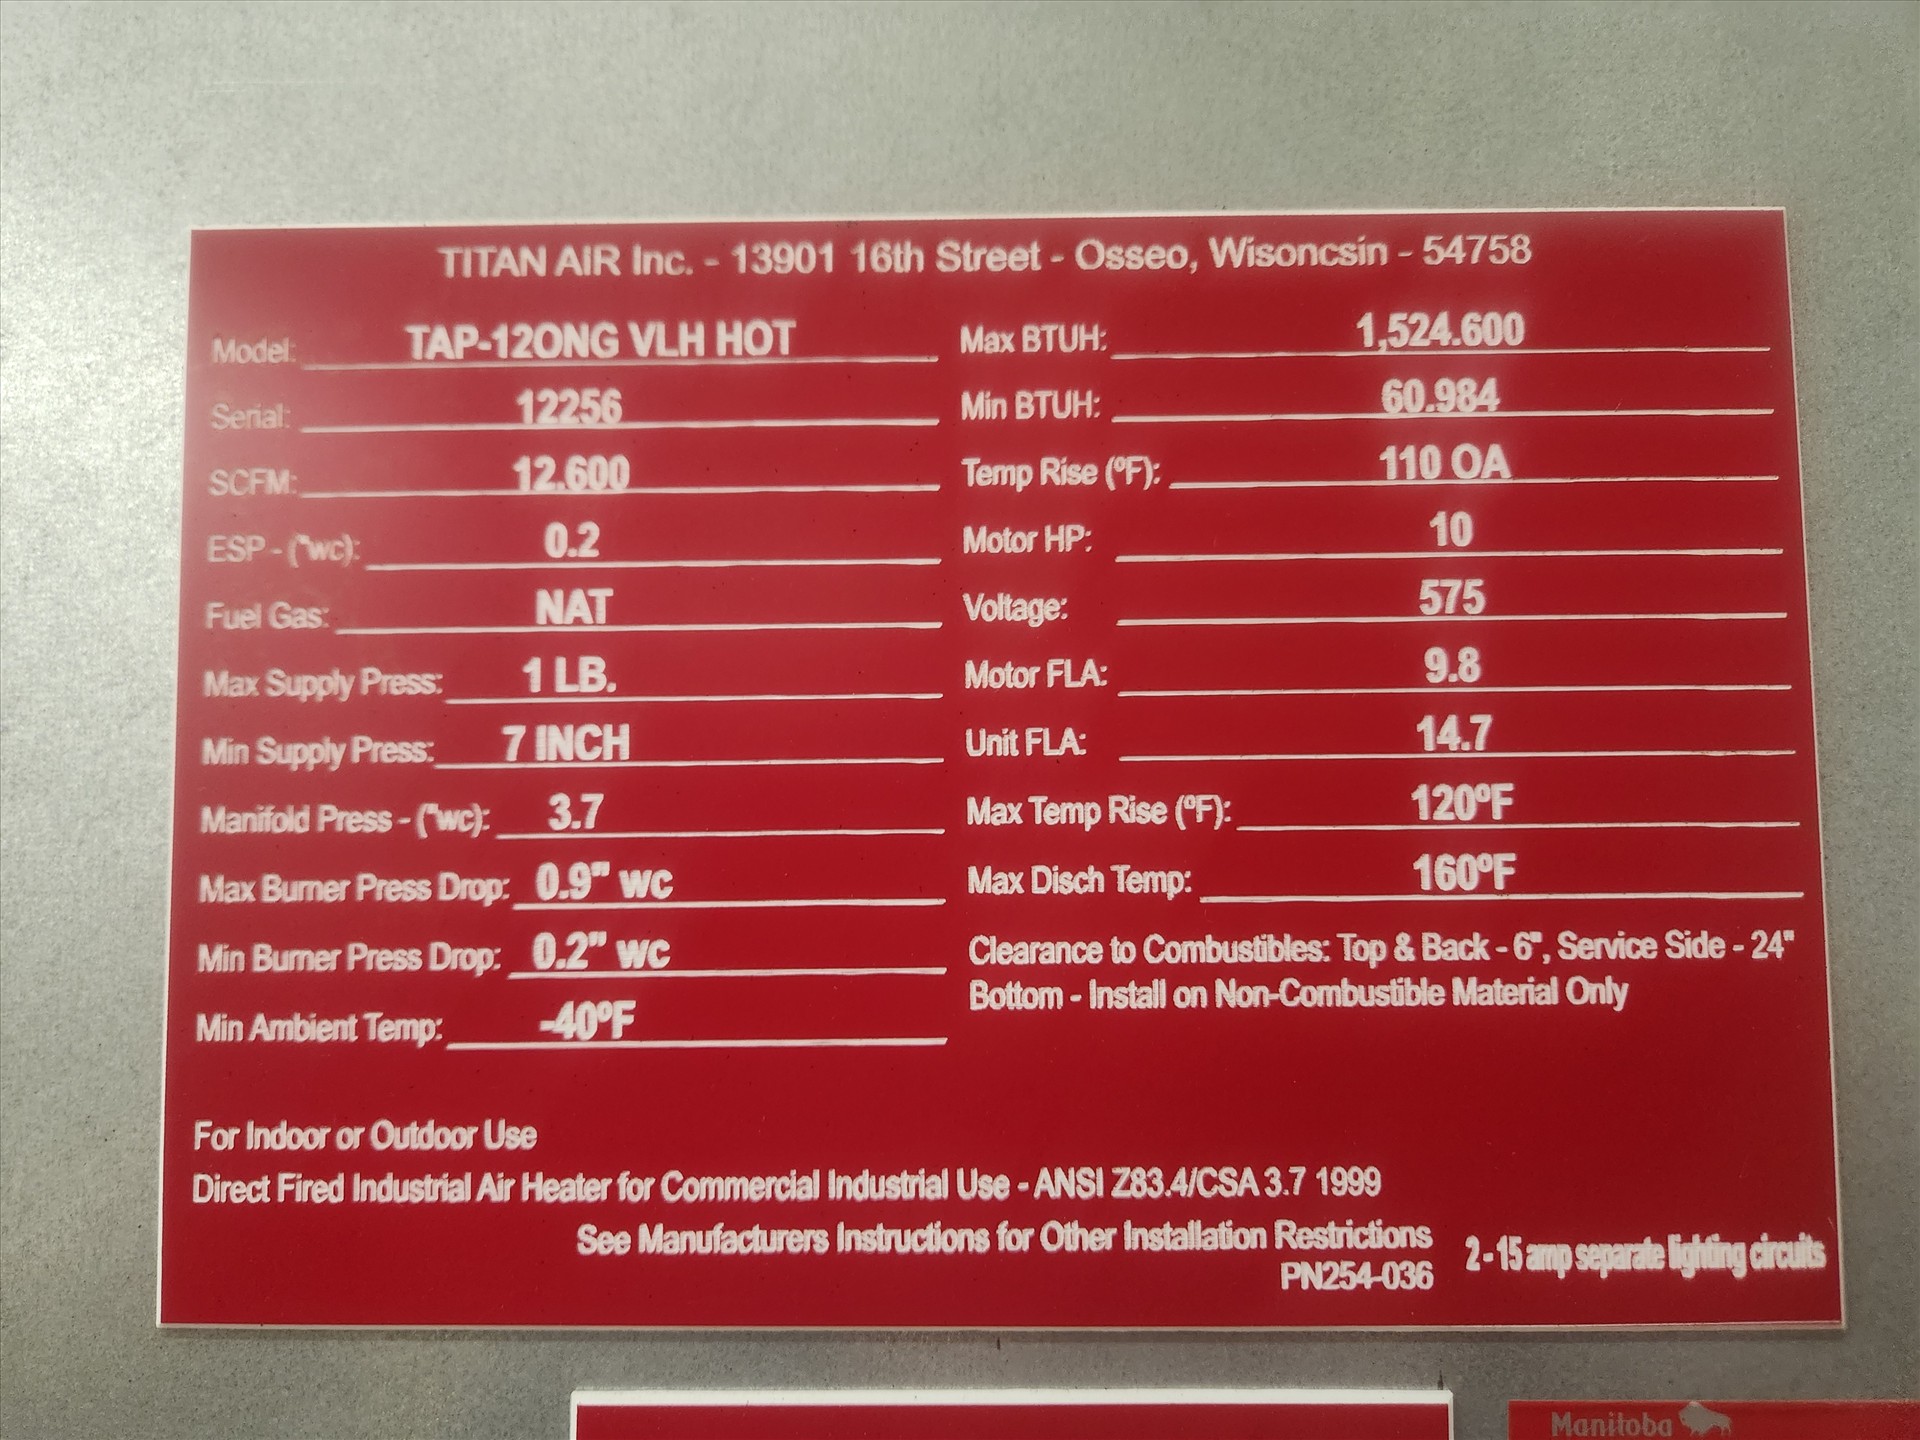 TITAN AIR Inc. - 13901 16th Street - Osseo, Wisoncsin - 54758
Model: TAP-12ONG VLH HOT
Serial: 12256
SCFM: 12.600
ESP - ("wc): 0.2
Fuel Gas: NAT
Max Supply Press: 1 LB.
Min Supply Press: 7 INCH
Manifold Press - ("wc): 3.7
Max Burner Press Drop: 0.9" wc
Min Burner Press Drop: 0.2" wc
Min Ambient Temp: -40ºF
Max BTUH: 1,524.600
Min BTUH: 60.984
Temp Rise (ºF): 110 OA
Motor HP: 10
Voltage: 575
Motor FLA: 9.8
Unit FLA: 14.7
Max Temp Rise (ºF): 120ºF
Max Disch Temp: 160ºF
Clearance to Combustibles: Top & Back - 6", Service Side - 24"
Bottom - Install on Non-Combustible Material Only
For Indoor or Outdoor Use
Direct Fired Industrial Air Heater for Commercial Industrial Use - ANSI Z83.4/CSA 3.7 1999
See Manufacturers Instructions for Other Installation Restrictions
PN254-036
2 - 15 amp separate lighting circuits
Manitoba